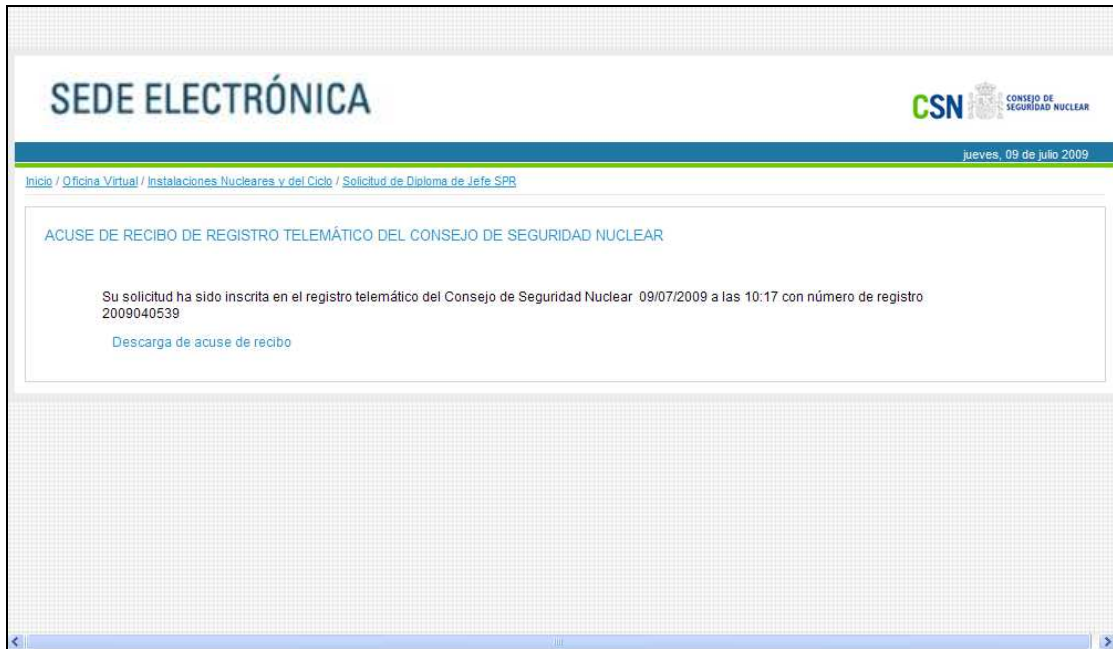 SEDE ELECTRÓNICA
CSN CONSEJO DE
SEGURIDAD NUCLEAR
jueves, 09 de julio 2009
Inicio / Oficina Virtual / Instalaciones Nucleares y del Ciclo / Solicitud de Diploma de Jefe SPR
ACUSE DE RECIBO DE REGISTRO TELEMÁTICO DEL CONSEJO DE SEGURIDAD NUCLEAR
Su solicitud ha sido inscrita en el registro telemático del Consejo de Seguridad Nuclear 09/07/2009 a las 10:17 con número de registro
2009040539
Descarga de acuse de recibo